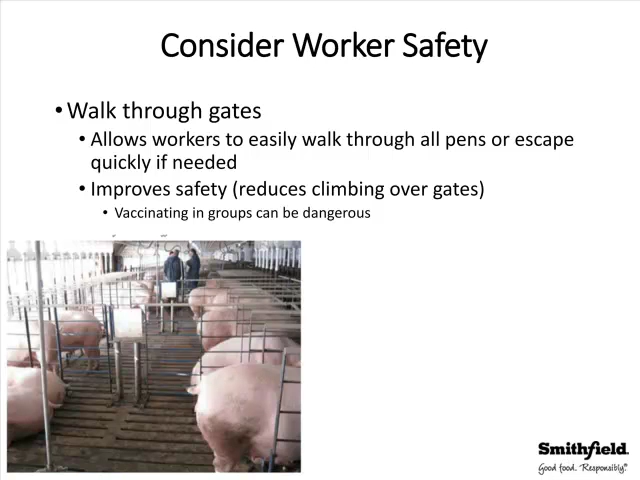 Consider Worker Safety
• Walk through gates
• Allows workers to easily walk through all pens or escape
quickly if needed
• Improves safety (reduces climbing over gates)
• Vaccinating in groups can be dangerous
Smithfield.
Good food. Responsibly.®